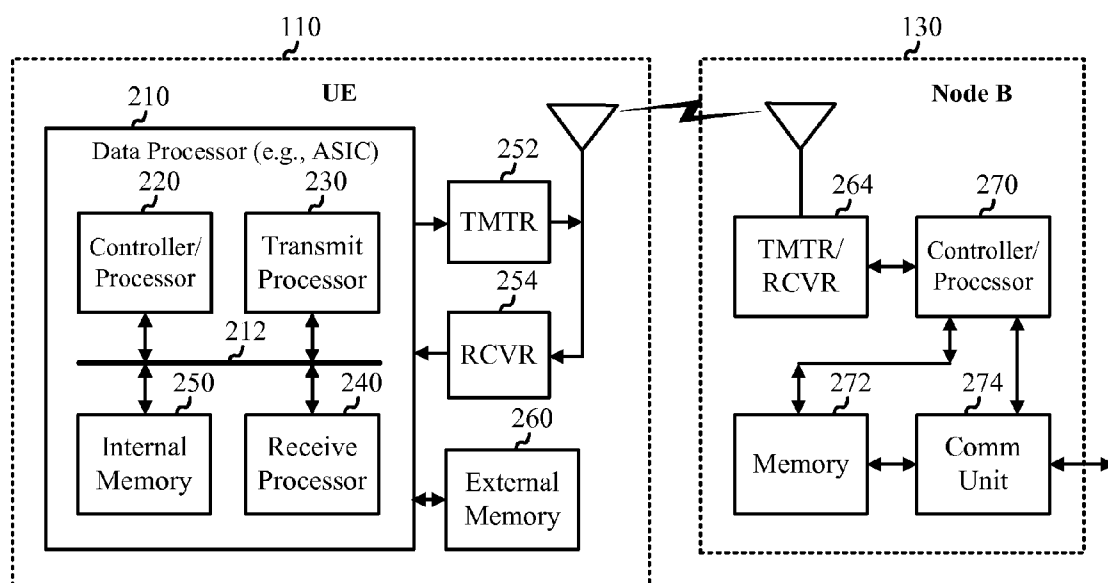 110
130
UE
Node B
210
Data Processor (e.g., ASIC)
220
230
Controller/
Processor
Transmit
Processor
212
250
240
Internal
Memory
Receive
Processor
252
TMTR
254
RCVR
260
External
Memory
264
270
TMTR/
RCVR
Controller/
Processor
272
274
Memory
Comm
Unit